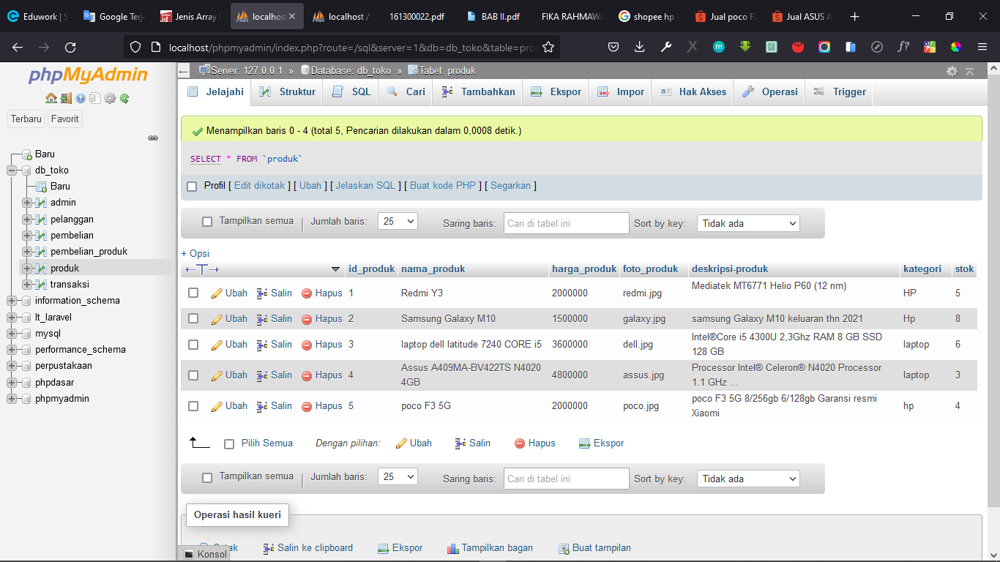 Eduwork | S
Google Terje
Jenis Array
localhos
localhost /
161300022.pdf
BAB II.pdf
FIKA RAHMAWA
shopee hp -
Jual poco F
Jual ASUS A
localhost/phpmyadmin/index.php?route=/sql&server=1&db=db_toko&table=pro
phpMyAdmin
Terbaru Favorit
Baru
db_toko
Baru
admin
pelanggan
pembelian
pembelian_produk
produk
transaksi
information_schema
lt_laravel
mysql
performance_schema
perpustakaan
phpdasar
phpmyadmin
Server: 127.0.0.1 » Database: db_toko » Tabel: produk
Jelajahi Struktur SQL Cari Tambahkan Ekspor Impor Hak Akses Operasi Trigger
Menampilkan baris 0 - 4 (total 5, Pencarian dilakukan dalam 0,0008 detik.)
SELECT * FROM `produk`
Profil [ Edit dikotak ] [ Ubah ] [ Jelaskan SQL ] [ Buat kode PHP ] [ Segarkan ]
Tampilkan semua | Jumlah baris: 25 Saring baris: Cari di tabel ini Sort by key: Tidak ada
+ Opsi
←T→ id_produk nama_produk harga_produk foto_produk deskripsi-produk kategori stok
Ubah Salin Hapus 1 Redmi Y3 2000000 redmi.jpg Mediatek MT6771 Helio P60 (12 nm) HP 5
Ubah Salin Hapus 2 Samsung Galaxy M10 1500000 galaxy.jpg samsung Galaxy M10 keluaran thn 2021 Hp 8
Ubah Salin Hapus 3 laptop dell latitude 7240 CORE i5 3600000 dell.jpg Intel®Core i5 4300U 2,3Ghz RAM 8 GB SSD
128 GB laptop 6
Ubah Salin Hapus 4 Assus A409MA-BV422TS N4020
4GB 4800000 assus.jpg Processor Intel® Celeron® N4020 Processor
1.1 GHz ... laptop 3
Ubah Salin Hapus 5 poco F3 5G 2000000 poco.jpg poco F3 5G 8/256gb 6/128gb Garansi resmi
Xiaomi hp 4
Pilih Semua Dengan pilihan: Ubah Salin Hapus Ekspor
Tampilkan semua | Jumlah baris: 25 Saring baris: Cari di tabel ini Sort by key: Tidak ada
Operasi hasil kueri
Salin ke clipboard Ekspor Tampilkan bagan Buat tampilan
Konsol